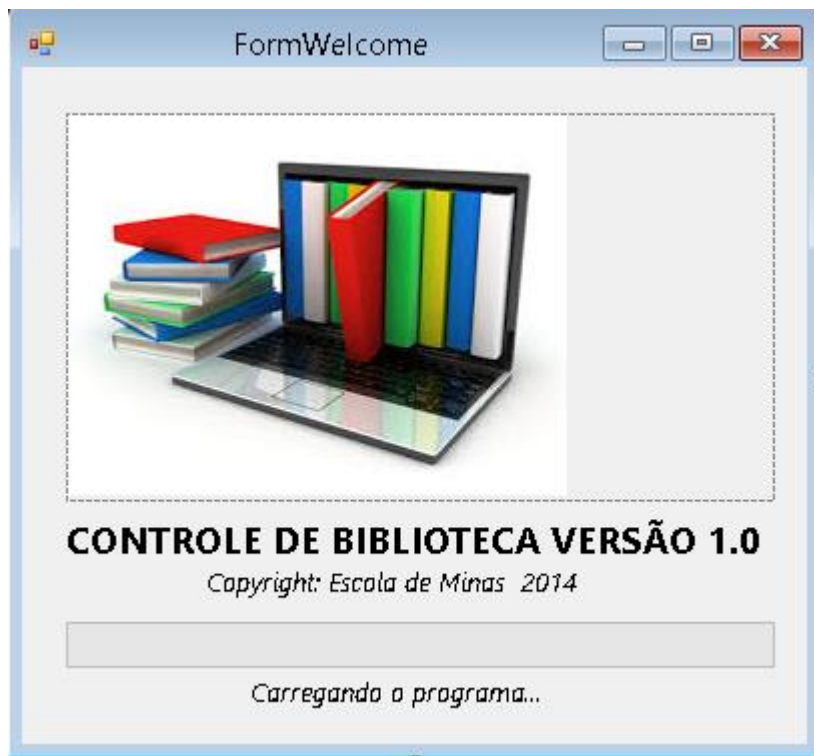 FormWelcome
CONTROLE DE BIBLIOTECA VERSÃO 1.0
Copyright: Escola de Minas  2014
Carregando o programa...